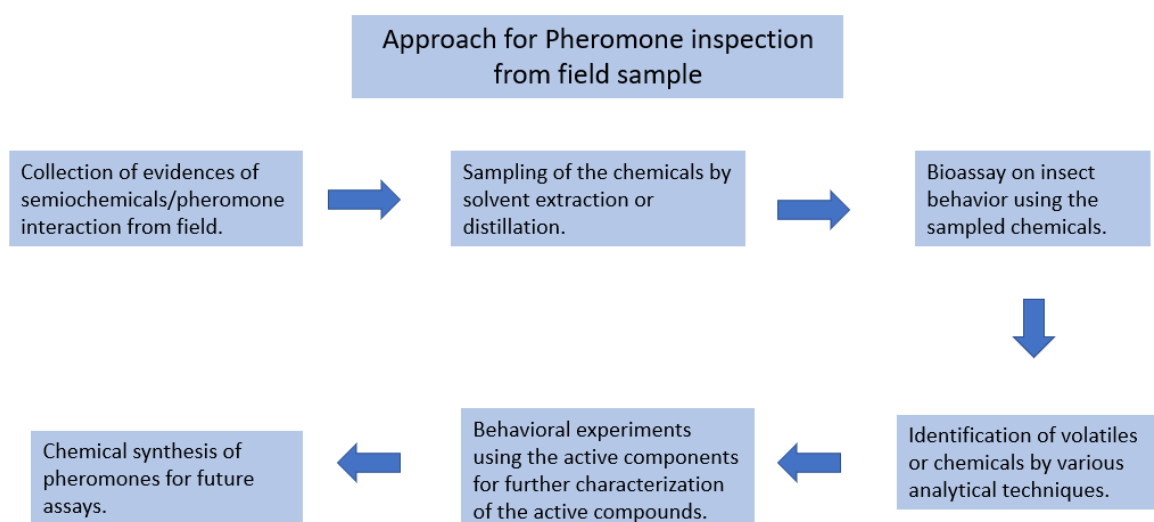 Approach for Pheromone inspection
from field sample
Collection of evidences of
semiochemicals/pheromone
interaction from field.
Sampling of the chemicals by
solvent extraction or
distillation.
Bioassay on insect
behavior using the
sampled chemicals.
Identification of volatiles
or chemicals by various
analytical techniques.
Behavioral experiments
using the active components
for further characterization
of the active compounds.
Chemical synthesis of
pheromones for future
assays.